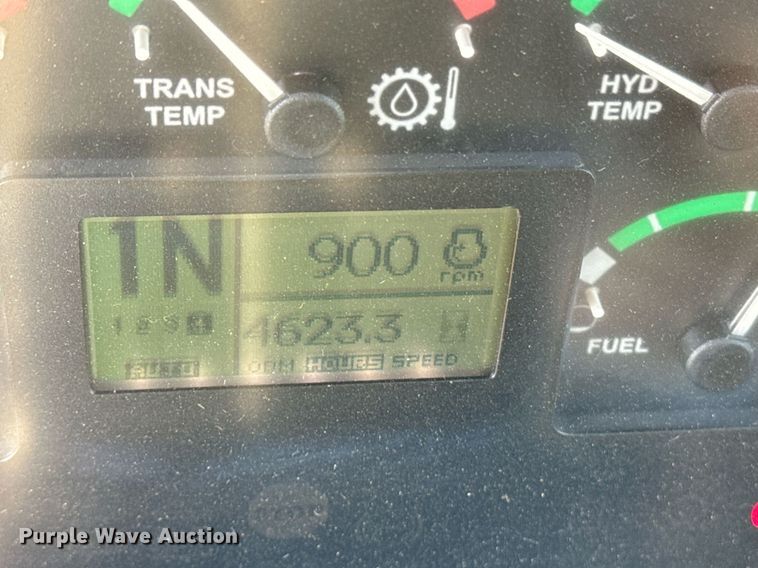 TRANS
TEMP
HYD
TEMP
1N
900
rpm
4623.3 H
AUTO
ODM HOURS SPEED
FUEL
Purple Wave Auction